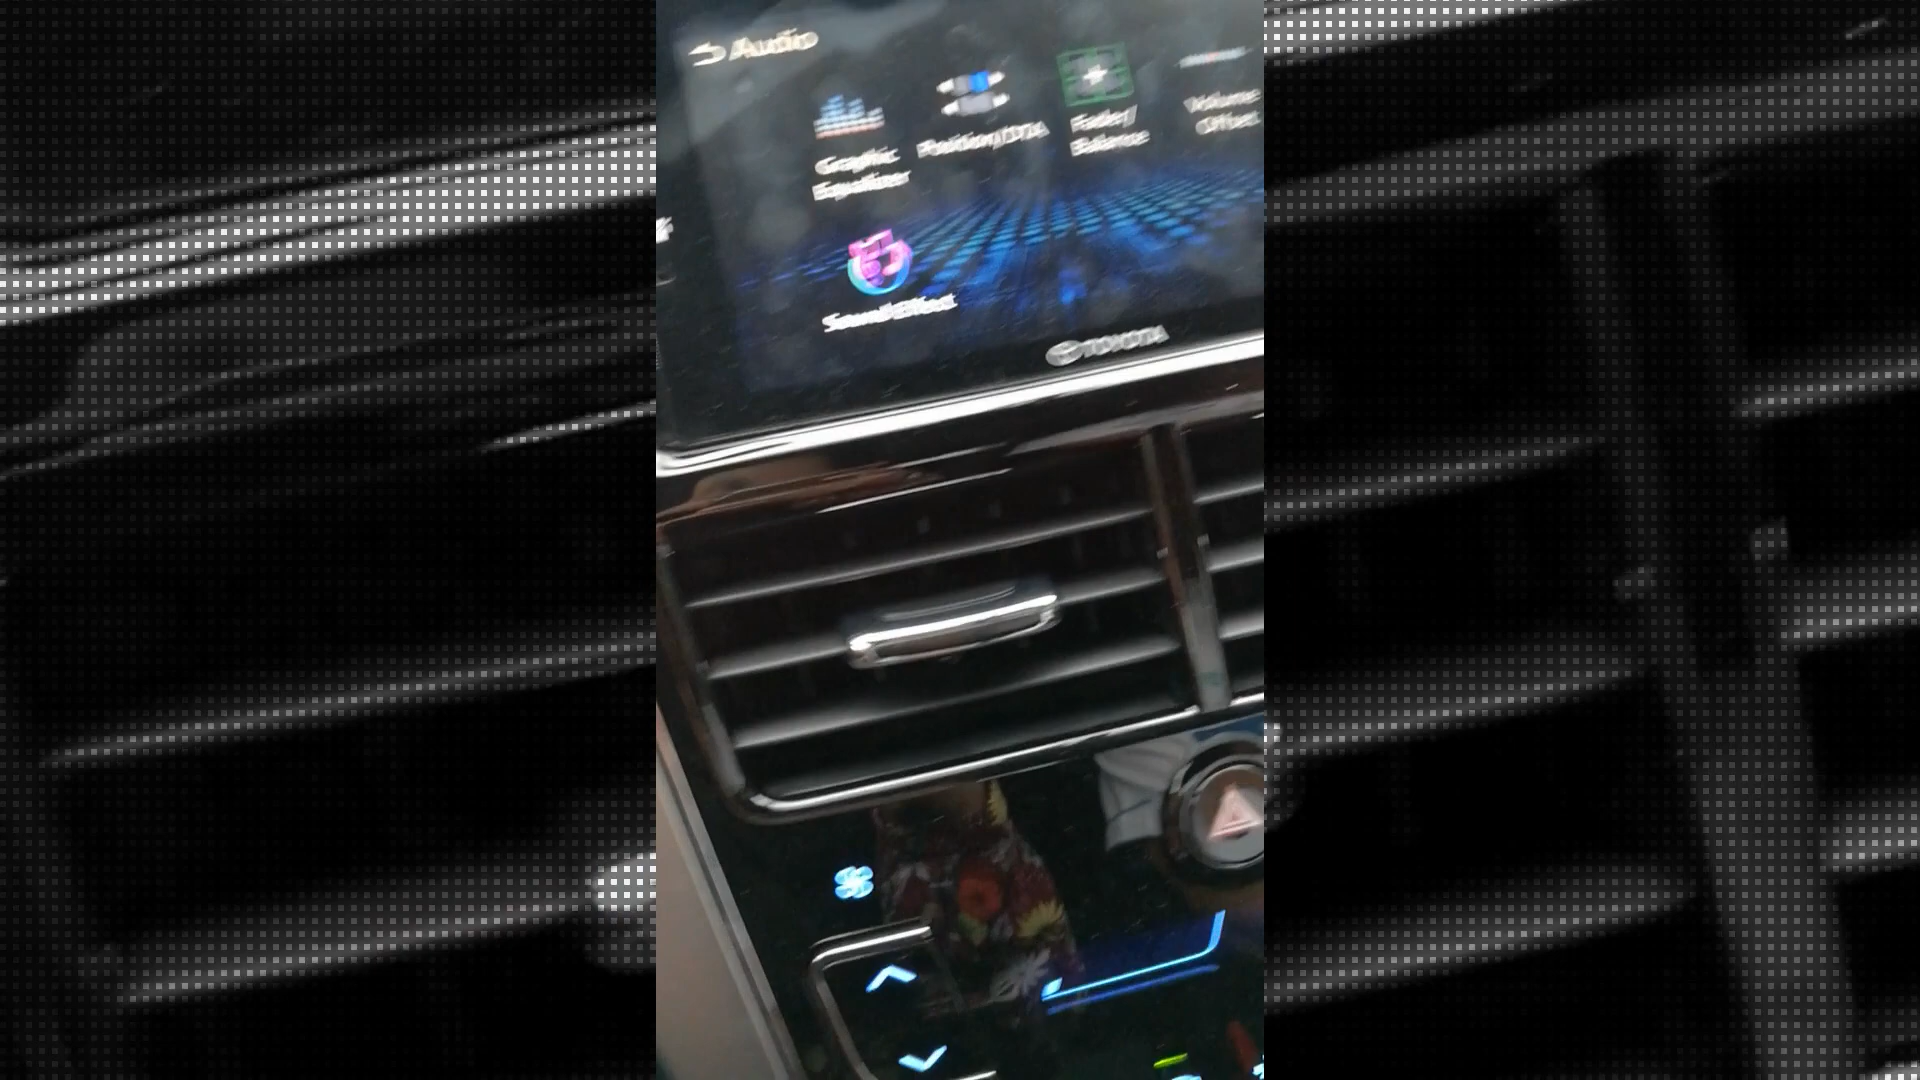 Audio
Graphic
Equalizer
Position/DTA
Fader/
Balance
Volume
Offset
Sound Effect
TOYOTA